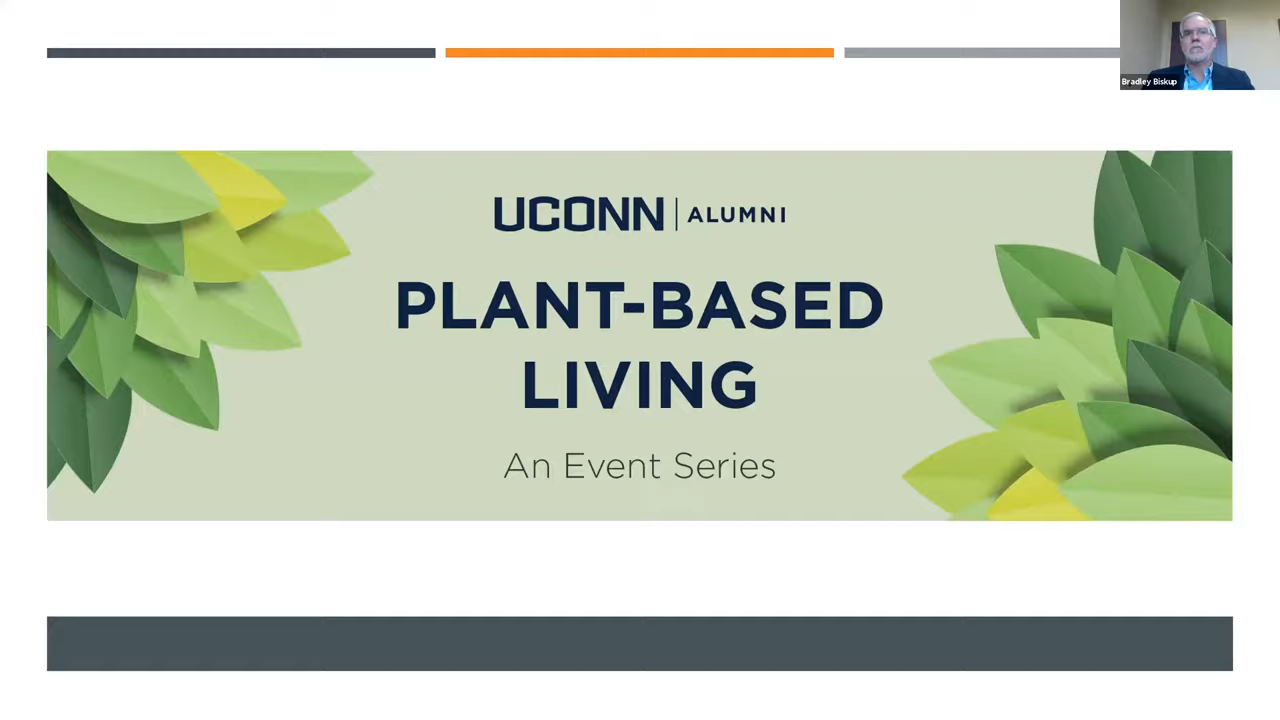 Bradley Biskup
UCONN | ALUMNI
PLANT-BASED
LIVING
An Event Series